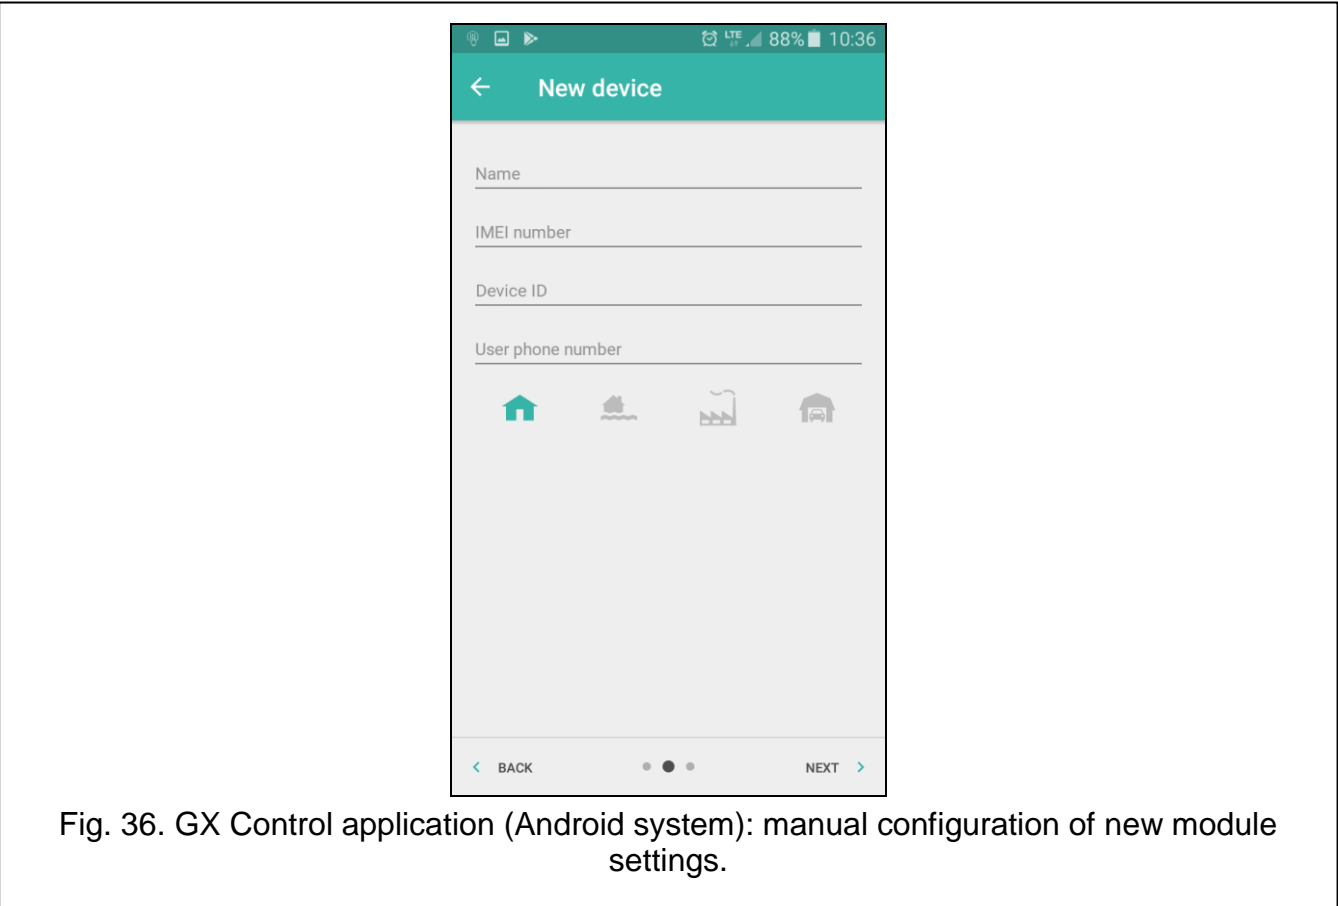 LTE 88% 10:36
New device
Name
IMEI number
Device ID
User phone number
BACK NEXT
Fig. 36. GX Control application (Android system): manual configuration of new module
settings.